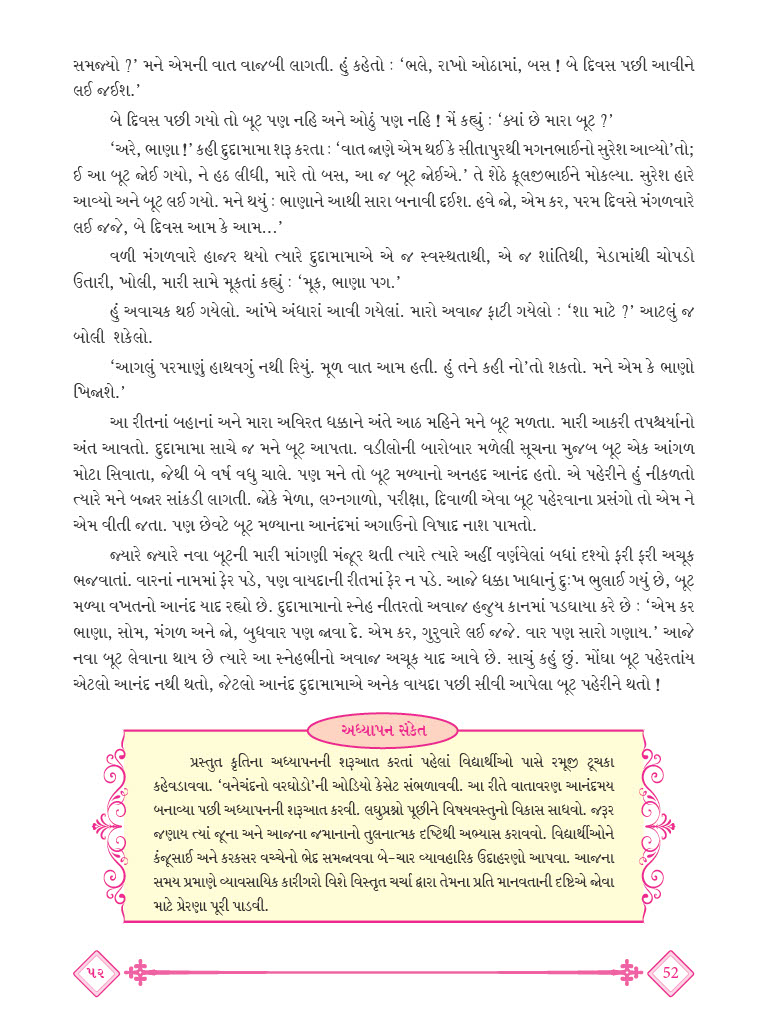 સમજ્યો ?’ મને એમની વાત વાજબી લાગતી. હું કહેતો : ‘ભલે, રાખો ઓઠામાં, બસ ! બે દિવસ પછી આવીને
લઈ જઈશ.’
બે દિવસ પછી ગયો તો બૂટ પણ નહિ અને ઓઠું પણ નહિ ! મેં કહ્યું : ‘ક્યાં છે મારા બૂટ ?’
‘અરે, ભાણા !’ કહી દુદામામા શરૂ કરતા : ‘વાત જાણે એમ થઈ કે સીતાપુરથી મગનભાઈનો સુરેશ આવ્યો’તો;
ઈ આ બૂટ જોઈ ગયો, ને હઠ લીધી, મારે તો બસ, આ જ બૂટ જોઈએ.’ તે શેઠે કૂલજીભાઈને મોકલ્યા. સુરેશ હારે
આવ્યો અને બૂટ લઈ ગયો. મને થયું : ભાણાને આથી સારા બનાવી દઈશ. હવે જો, એમ કર, પરમ દિવસે મંગળવારે
લઈ જજે, બે દિવસ આમ કે આમ...’
વળી મંગળવારે હાજર થયો ત્યારે દુદામામાએ એ જ સ્વસ્થતાથી, એ જ શાંતિથી, મેડામાંથી ચોપડો
ઉતારી, ખોલી, મારી સામે મૂકતાં કહ્યું : ‘મૂક, ભાણા પગ.’
હું અવાચક થઈ ગયેલો. આંખે અંધારાં આવી ગયેલાં. મારો અવાજ ફાટી ગયેલો : ‘શા માટે ?’ આટલું જ
બોલી શકેલો.
‘આગલું પરમાણું હાથવગું નથી રિયું. મૂળ વાત આમ હતી. હું તને કહી નો’તો શકતો. મને એમ કે ભાણો
ખિજાશે.’
આ રીતનાં બહાનાં અને મારા અવિરત ધક્કાને અંતે આઠ મહિને મને બૂટ મળતા. મારી આકરી તપશ્ચર્યાનો
અંત આવતો. દુદામામા સાચે જ મને બૂટ આપતા. વડીલોની બારોબાર મળેલી સૂચના મુજબ બૂટ એક આંગળ
મોટા સિવાતા, જેથી બે વર્ષ વધુ ચાલે. પણ મને તો બૂટ મળ્યાનો અનહદ આનંદ હતો. એ પહેરીને હું નીકળતો
ત્યારે મને બજાર સાંકડી લાગતી. જોકે મેળા, લગ્નગાળો, પરીક્ષા, દિવાળી એવા બૂટ પહેરવાના પ્રસંગો તો એમ ને
એમ વીતી જતા. પણ છેવટે બૂટ મળ્યાના આનંદમાં અગાઉનો વિષાદ નાશ પામતો.
જ્યારે જ્યારે નવા બૂટની મારી માંગણી મંજૂર થતી ત્યારે ત્યારે અહીં વર્ણવેલાં બધાં દશ્યો ફરી ફરી અચૂક
ભજવાતાં. વારનાં નામમાં ફેર પડે, પણ વાયદાની રીતમાં ફેર ન પડે. આજે ધક્કા ખાધાનું દુઃખ ભુલાઈ ગયું છે, બૂટ
મળ્યા વખતનો આનંદ યાદ રહ્યો છે. દુદામામાનો સ્નેહ નીતરતો અવાજ હજુય કાનમાં પડઘાયા કરે છે : ‘એમ કર
ભાણા, સોમ, મંગળ અને જો, બુધવાર પણ જાવા દે. એમ કર, ગુરુવારે લઈ જજે. વાર પણ સારો ગણાય.’ આજે
નવા બૂટ લેવાના થાય છે ત્યારે આ સ્નેહભીનો અવાજ અચૂક યાદ આવે છે. સાચું કહું છું. મોંઘા બૂટ પહેરતાંય
એટલો આનંદ નથી થતો, જેટલો આનંદ દુદામામાએ અનેક વાયદા પછી સીવી આપેલા બૂટ પહેરીને થતો !
અધ્યાપન સંકેત
પ્રસ્તુત કૃતિના અધ્યાપનની શરૂઆત કરતાં પહેલાં વિદ્યાર્થીઓ પાસે રમૂજી ટૂચકા
કહેવડાવવા. ‘વનેચંદનો વરઘોડો’ની ઓડિયો કેસેટ સંભળાવવી. આ રીતે વાતાવરણ આનંદમય
બનાવ્યા પછી અધ્યાપનની શરૂઆત કરવી. લઘુપ્રશ્નો પૂછીને વિષયવસ્તુનો વિકાસ સાધવો. જરૂર
જણાય ત્યાં જૂના અને આજના જમાનાનો તુલનાત્મક દૃષ્ટિથી અભ્યાસ કરાવવો. વિદ્યાર્થીઓને
કંજૂસાઈ અને કરકસર વચ્ચેનો ભેદ સમજાવવા બે-ચાર વ્યાવહારિક ઉદાહરણો આપવા. આજના
સમય પ્રમાણે વ્યાવસાયિક કારીગરો વિશે વિસ્તૃત ચર્ચા દ્વારા તેમના પ્રતિ માનવતાની દૃષ્ટિએ જોવા
માટે પ્રેરણા પૂરી પાડવી.
૫૨
52